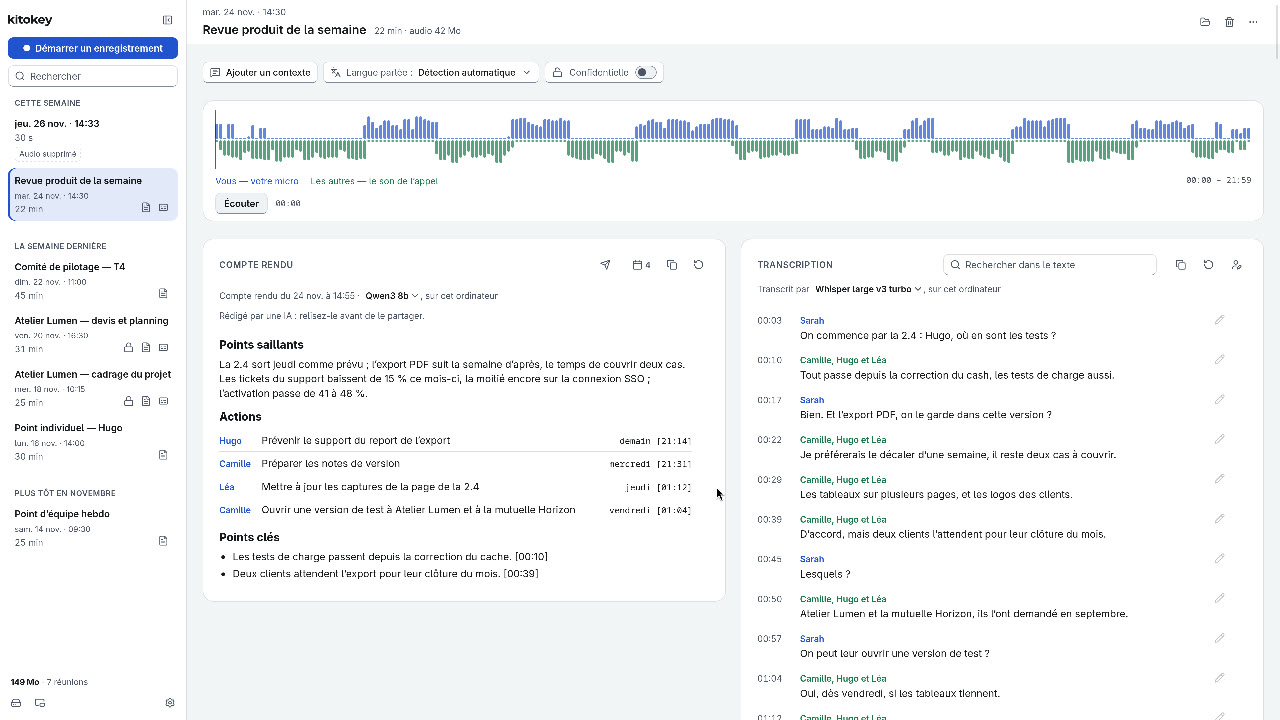 kitokey
Démarrer un enregistrement
Rechercher
CETTE SEMAINE
jeu. 26 nov. · 14:33
30 s
Audio supprimé
Revue produit de la semaine
mar. 24 nov. · 14:30
22 min
LA SEMAINE DERNIÈRE
Comité de pilotage — T4
dim. 22 nov. · 11:00
45 min
Atelier Lumen — devis et planning
ven. 20 nov. · 16:30
31 min
Atelier Lumen — cadrage du projet
mer. 18 nov. · 10:15
25 min
Point individuel — Hugo
lun. 16 nov. · 14:00
30 min
PLUS TÔT EN NOVEMBRE
Point d'équipe hebdo
sam. 14 nov. · 09:30
25 min
149 Mo · 7 réunions
mar. 24 nov. · 14:30
Revue produit de la semaine 22 min · audio 42 Mo
Ajouter un contexte
Langue parlée : Détection automatique
Confidentielle
Vous — votre micro Les autres — le son de l'appel
00:00 – 21:59
Écouter 00:00
COMPTE RENDU
4
Compte rendu du 24 nov. à 14:55 · Qwen3 8b , sur cet ordinateur
Rédigé par une IA : relisez-le avant de le partager.
Points saillants
La 2.4 sort jeudi comme prévu ; l'export PDF suit la semaine d'après, le temps de couvrir deux cas.
Les tickets du support baissent de 15 % ce mois-ci, la moitié encore sur la connexion SSO ;
l'activation passe de 41 à 48 %.
Actions
Hugo Prévenir le support du report de l'export demain [21:14]
Camille Préparer les notes de version mercredi [21:31]
Léa Mettre à jour les captures de la page de la 2.4 jeudi [01:12]
Camille Ouvrir une version de test à Atelier Lumen et à la mutuelle Horizon vendredi [01:04]
Points clés
• Les tests de charge passent depuis la correction du cache. [00:10]
• Deux clients attendent l'export pour leur clôture du mois. [00:39]
TRANSCRIPTION
Rechercher dans le texte
Transcrit par Whisper large v3 turbo , sur cet ordinateur
00:03 Sarah
On commence par la 2.4 : Hugo, où en sont les tests ?
00:10 Camille, Hugo et Léa
Tout passe depuis la correction du cash, les tests de charge aussi.
00:17 Sarah
Bien. Et l'export PDF, on le garde dans cette version ?
00:22 Camille, Hugo et Léa
Je préférerais le décaler d'une semaine, il reste deux cas à couvrir.
00:29 Camille, Hugo et Léa
Les tableaux sur plusieurs pages, et les logos des clients.
00:39 Camille, Hugo et Léa
D'accord, mais deux clients l'attendent pour leur clôture du mois.
00:45 Sarah
Lesquels ?
00:50 Camille, Hugo et Léa
Atelier Lumen et la mutuelle Horizon, ils l'ont demandé en septembre.
00:57 Sarah
On peut leur ouvrir une version de test ?
01:04 Camille, Hugo et Léa
Oui, dès vendredi, si les tableaux tiennent.
01:12 Camille, Hugo et Léa